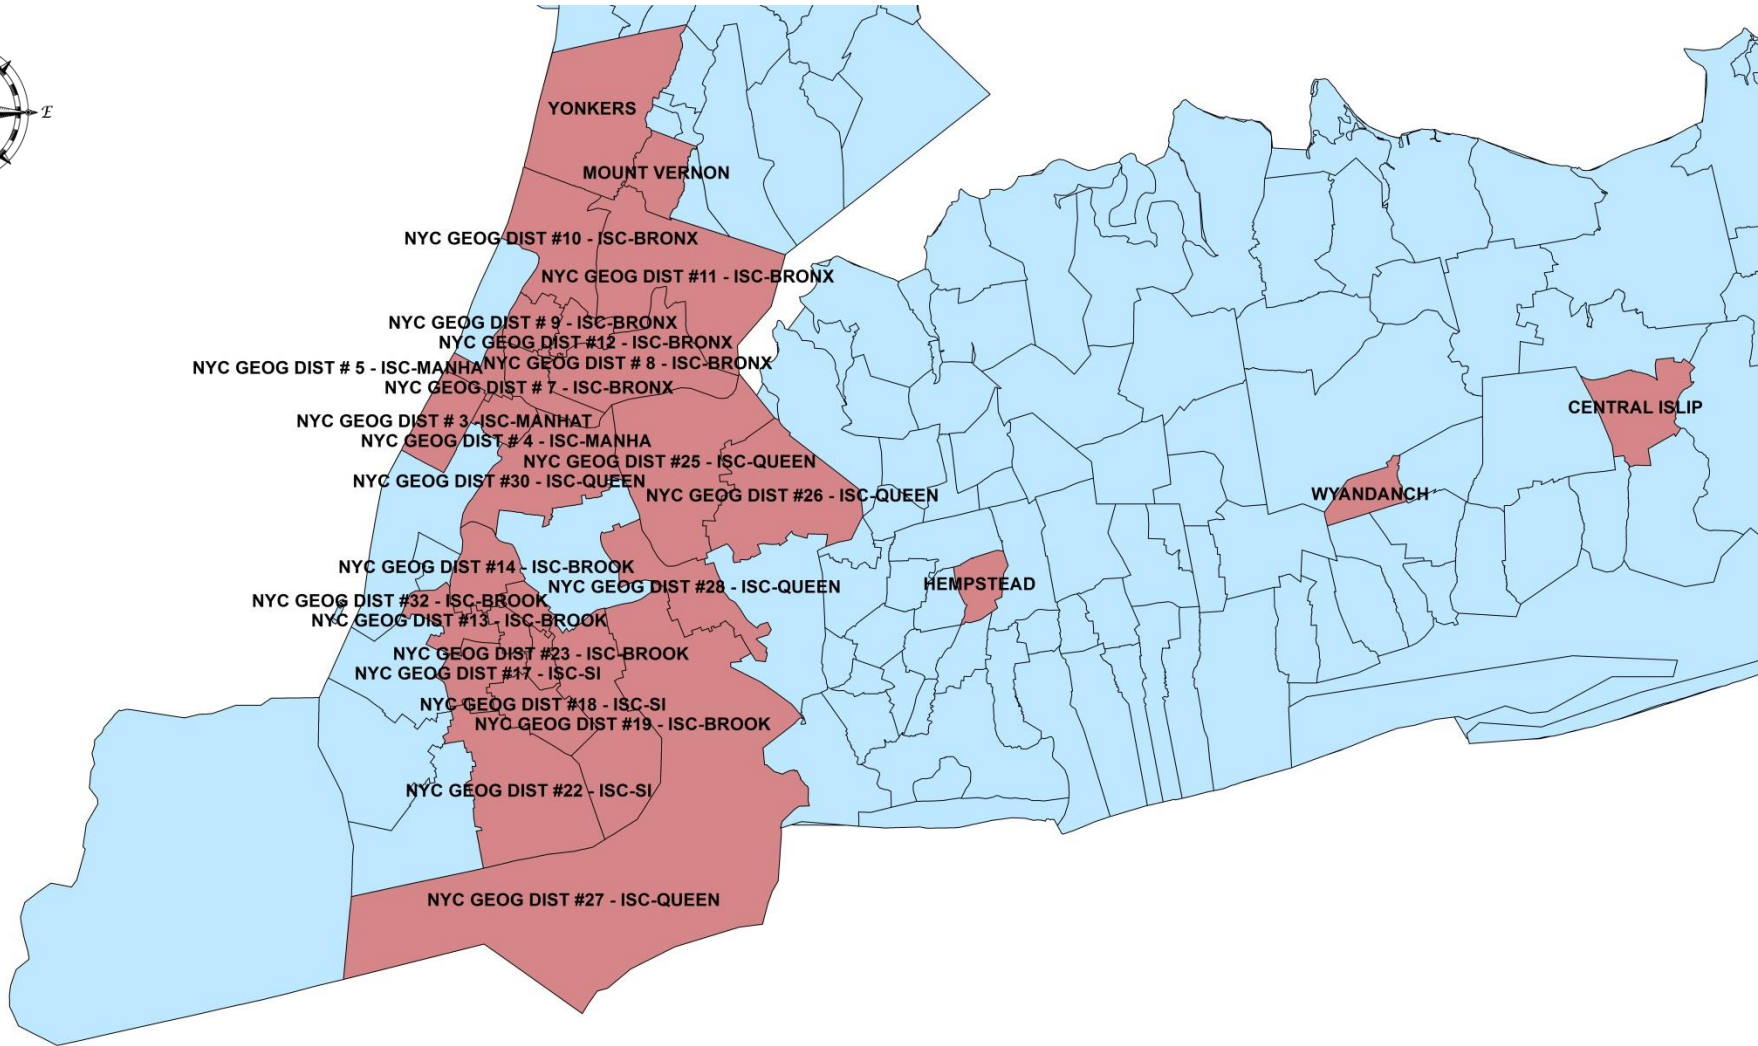 E
YONKERS
MOUNT VERNON
NYC GEOG DIST #10 - ISC-BRONX
NYC GEOG DIST #11 - ISC-BRONX
NYC GEOG DIST # 9 - ISC-BRONX
NYC GEOG DIST #12 - ISC-BRONX
NYC GEOG DIST # 5 - ISC-MANHA
NYC GEOG DIST # 8 - ISC-BRONX
NYC GEOG DIST # 7 - ISC-BRONX
CENTRAL ISLIP
NYC GEOG DIST # 3 -ISC-MANHAT
NYC GEOG DIST # 4 - ISC-MANHA
NYC GEOG DIST #25 - ISC-QUEEN
NYC GEOG DIST #30 - ISC-QUEEN
NYC GEOG DIST #26 - ISC-QUEEN
WYANDANCH
NYC GEOG DIST #14 - ISC-BROOK
NYC GEOG DIST #28 - ISC-QUEEN
HEMPSTEAD
NYC GEOG DIST #32 - ISC-BROOK
NYC GEOG DIST #13 - ISC-BROOK
NYC GEOG DIST #23 - ISC-BROOK
NYC GEOG DIST #17 - ISC-SI
NYC GEOG DIST #18 - ISC-SI
NYC GEOG DIST #19 - ISC-BROOK
NYC GEOG DIST #22 - ISC-SI
NYC GEOG DIST #27 - ISC-QUEEN